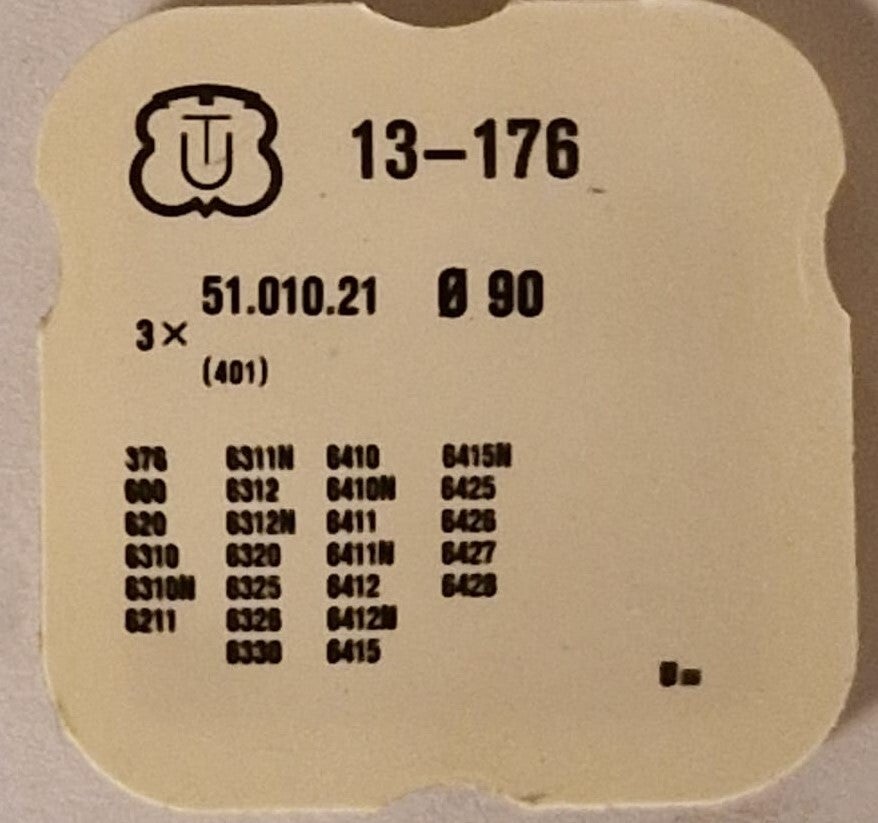 UT 13–176
51.010.21 Ø 90
3×
(401)
376 6311N 6410 6415N
600 6312 6410N 6425
620 6312N 6411 6426
6310 6320 6411N 6427
6310N 6325 6412 6428
6211 6326 6412N
6330 6415